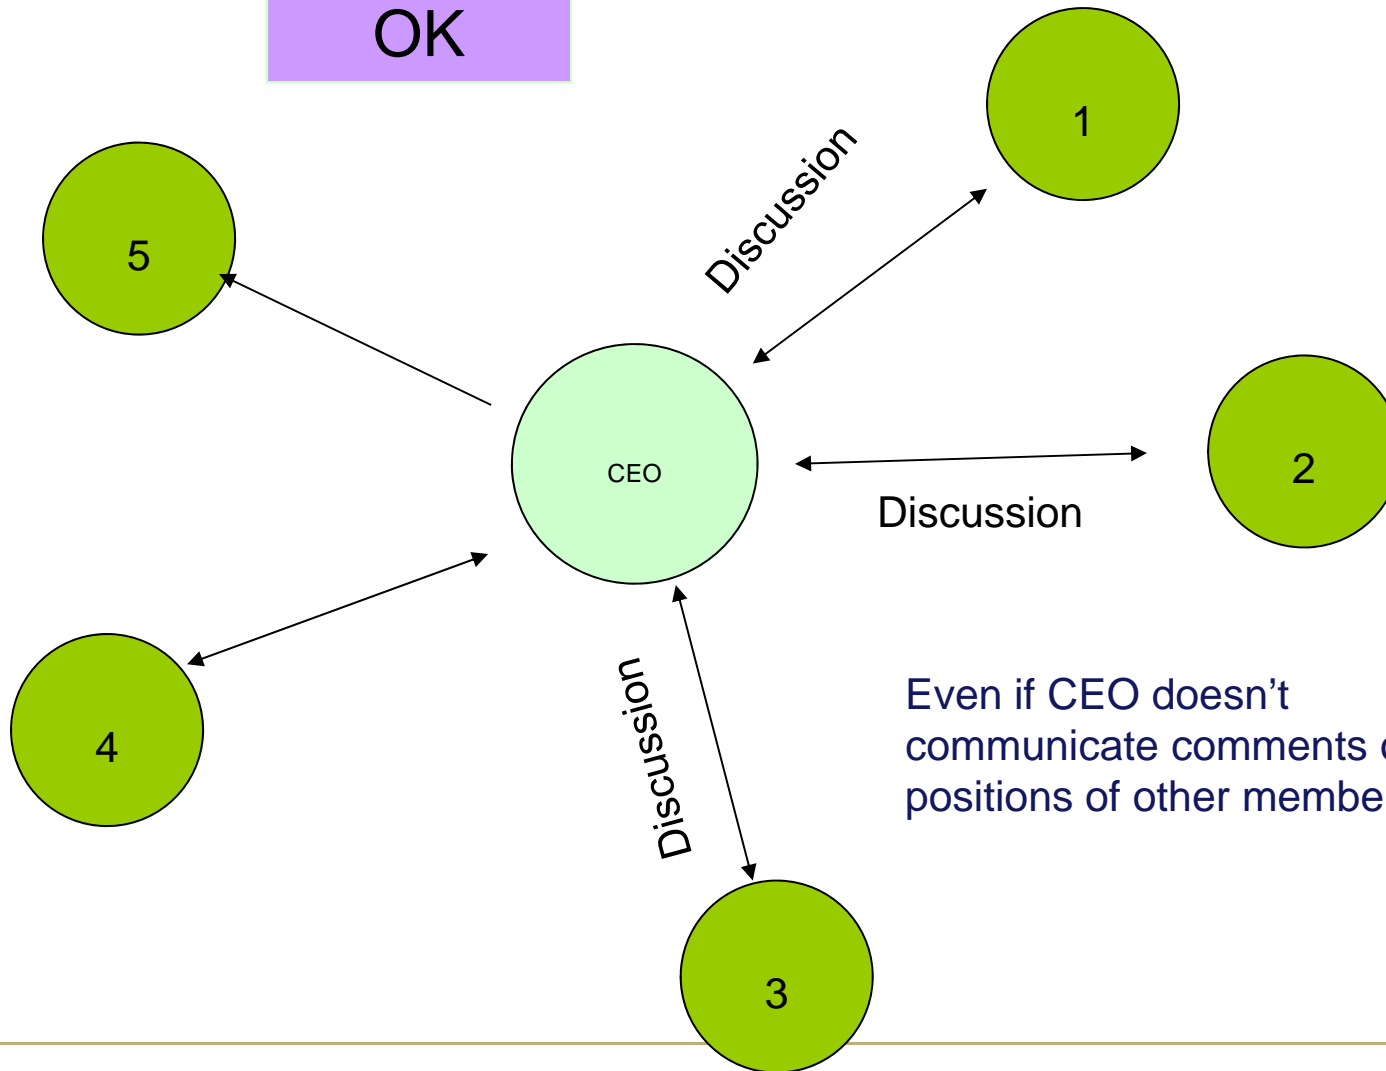 OK
1
Discussion
5
CEO
2
Discussion
Discussion
4
Even if CEO doesn’t
communicate comments
positions of other
3